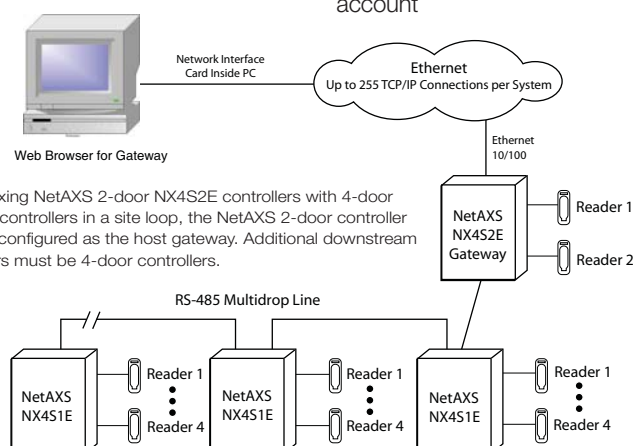 account
Network Interface
Card Inside PC
Ethernet
Up to 255 TCP/IP Connections per System
Web Browser for Gateway
Ethernet
10/100
xing NetAXS 2-door NX4S2E controllers with 4-door
controllers in a site loop, the NetAXS 2-door controller
configured as the host gateway. Additional downstream
rs must be 4-door controllers.
NetAXS
NX4S2E
Gateway
Reader 1
Reader 2
RS-485 Multidrop Line
NetAXS
NX4S1E
Reader 1
Reader 4
NetAXS
NX4S1E
Reader 1
Reader 4
NetAXS
NX4S1E
Reader 1
Reader 4